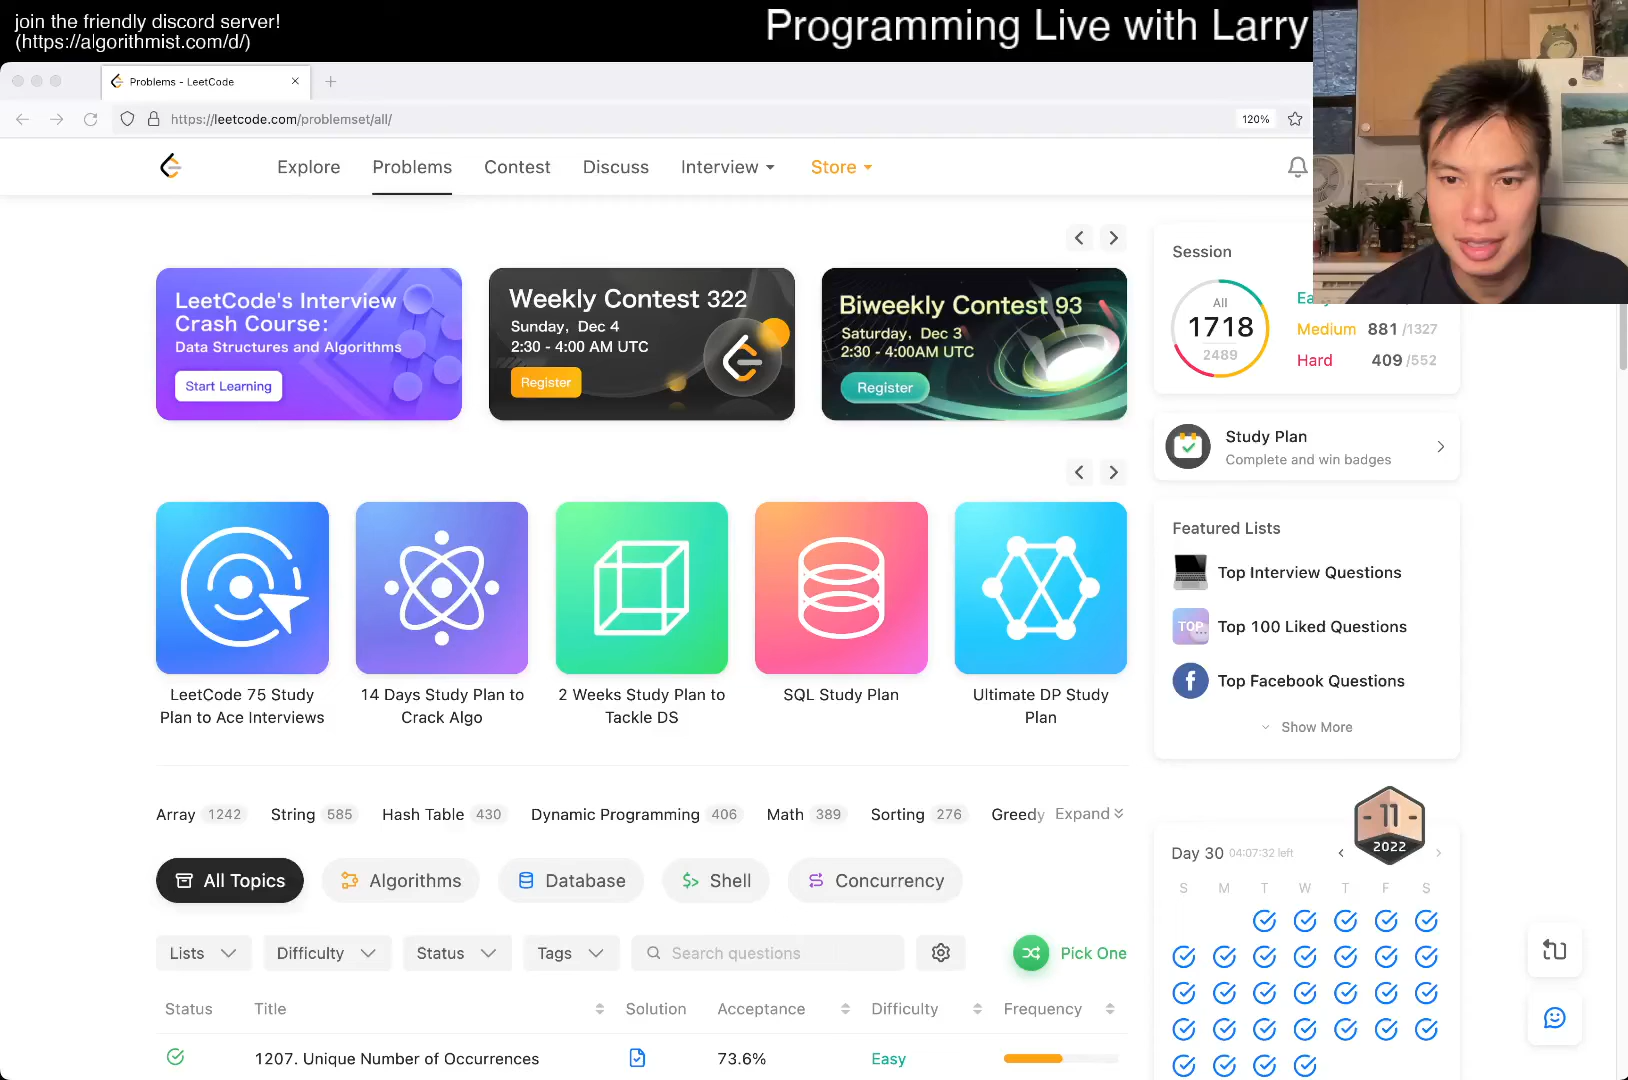 join the friendly discord server!
(https://algorithmist.com/d/)
Programming Live with Larry
Problems - LeetCode
https://leetcode.com/problemset/all/
120%
Explore
Problems
Contest
Discuss
Interview
Store
LeetCode's Interview
Crash Course:
Data Structures and Algorithms
Start Learning
Weekly Contest 322
Sunday, Dec 4
2:30 - 4:00 AM UTC
Register
Biweekly Contest 93
Saturday, Dec 3
2:30 - 4:00AM UTC
Register
Session
All
1718
2489
Medium 881 /1327
Hard 409 /552
Study Plan
Complete and win badges
LeetCode 75 Study
Plan to Ace Interviews
14 Days Study Plan to
Crack Algo
2 Weeks Study Plan to
Tackle DS
SQL Study Plan
Ultimate DP Study
Plan
Featured Lists
Top Interview Questions
TOP
Top 100 Liked Questions
Top Facebook Questions
Show More
Array 1242
String 585
Hash Table 430
Dynamic Programming 406
Math 389
Sorting 276
Greedy
Expand
All Topics
Algorithms
Database
Shell
Concurrency
Lists
Difficulty
Status
Tags
Search questions
Pick One
Status
Title
Solution
Acceptance
Difficulty
Frequency
1207. Unique Number of Occurrences
73.6%
Easy
11
2022
Day 30 04:07:32 left
S M T W T F S